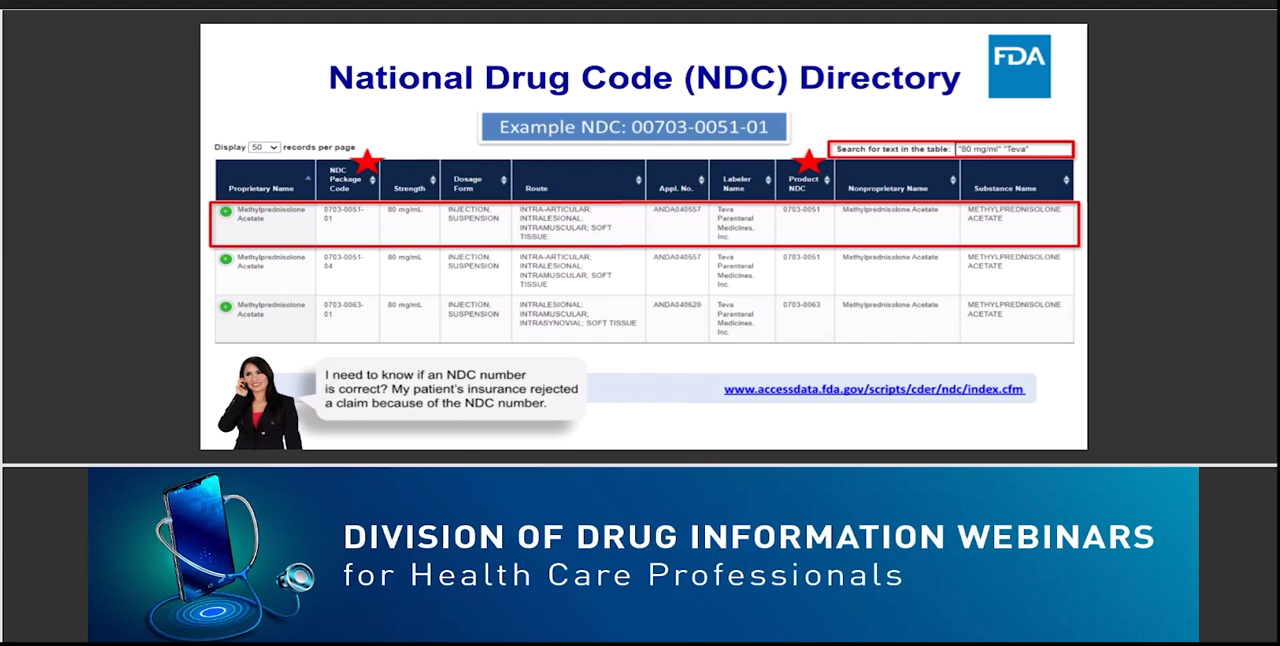 National Drug Code (NDC) Directory
FDA
Example NDC: 00703-0051-01
Display 50 records per page
Search for text in the table: "80 mg/ml" "Teva"
Proprietary Name
NDC
Package
Code
Strength
Dosage
Form
Route
Appl. No.
Labeler
Name
Product
NDC
Nonproprietary Name
Substance Name
Methylprednisolone
Acetate
0703-0051-
01
80 mg/mL
INJECTION,
SUSPENSION
INTRA-ARTICULAR;
INTRALESIONAL;
INTRAMUSCULAR; SOFT
TISSUE
ANDA040557
Teva
Parenteral
Medicines,
Inc.
0703-0051
Methylprednisolone Acetate
METHYLPREDNISOLONE
ACETATE
Methylprednisolone
Acetate
0703-0051-
04
80 mg/mL
INJECTION,
SUSPENSION
INTRA-ARTICULAR;
INTRALESIONAL;
INTRAMUSCULAR; SOFT
TISSUE
ANDA040557
Teva
Parenteral
Medicines,
Inc.
0703-0051
Methylprednisolone Acetate
METHYLPREDNISOLONE
ACETATE
Methylprednisolone
Acetate
0703-0063-
01
80 mg/mL
INJECTION,
SUSPENSION
INTRALESIONAL;
INTRAMUSCULAR;
INTRASYNOVIAL; SOFT TISSUE
ANDA040620
Teva
Parenteral
Medicines,
Inc.
0703-0063
Methylprednisolone Acetate
METHYLPREDNISOLONE
ACETATE
I need to know if an NDC number
is correct? My patient's insurance rejected
a claim because of the NDC number.
www.accessdata.fda.gov/scripts/cder/ndc/index.cfm
DIVISION OF DRUG INFORMATION WEBINARS
for Health Care Professionals